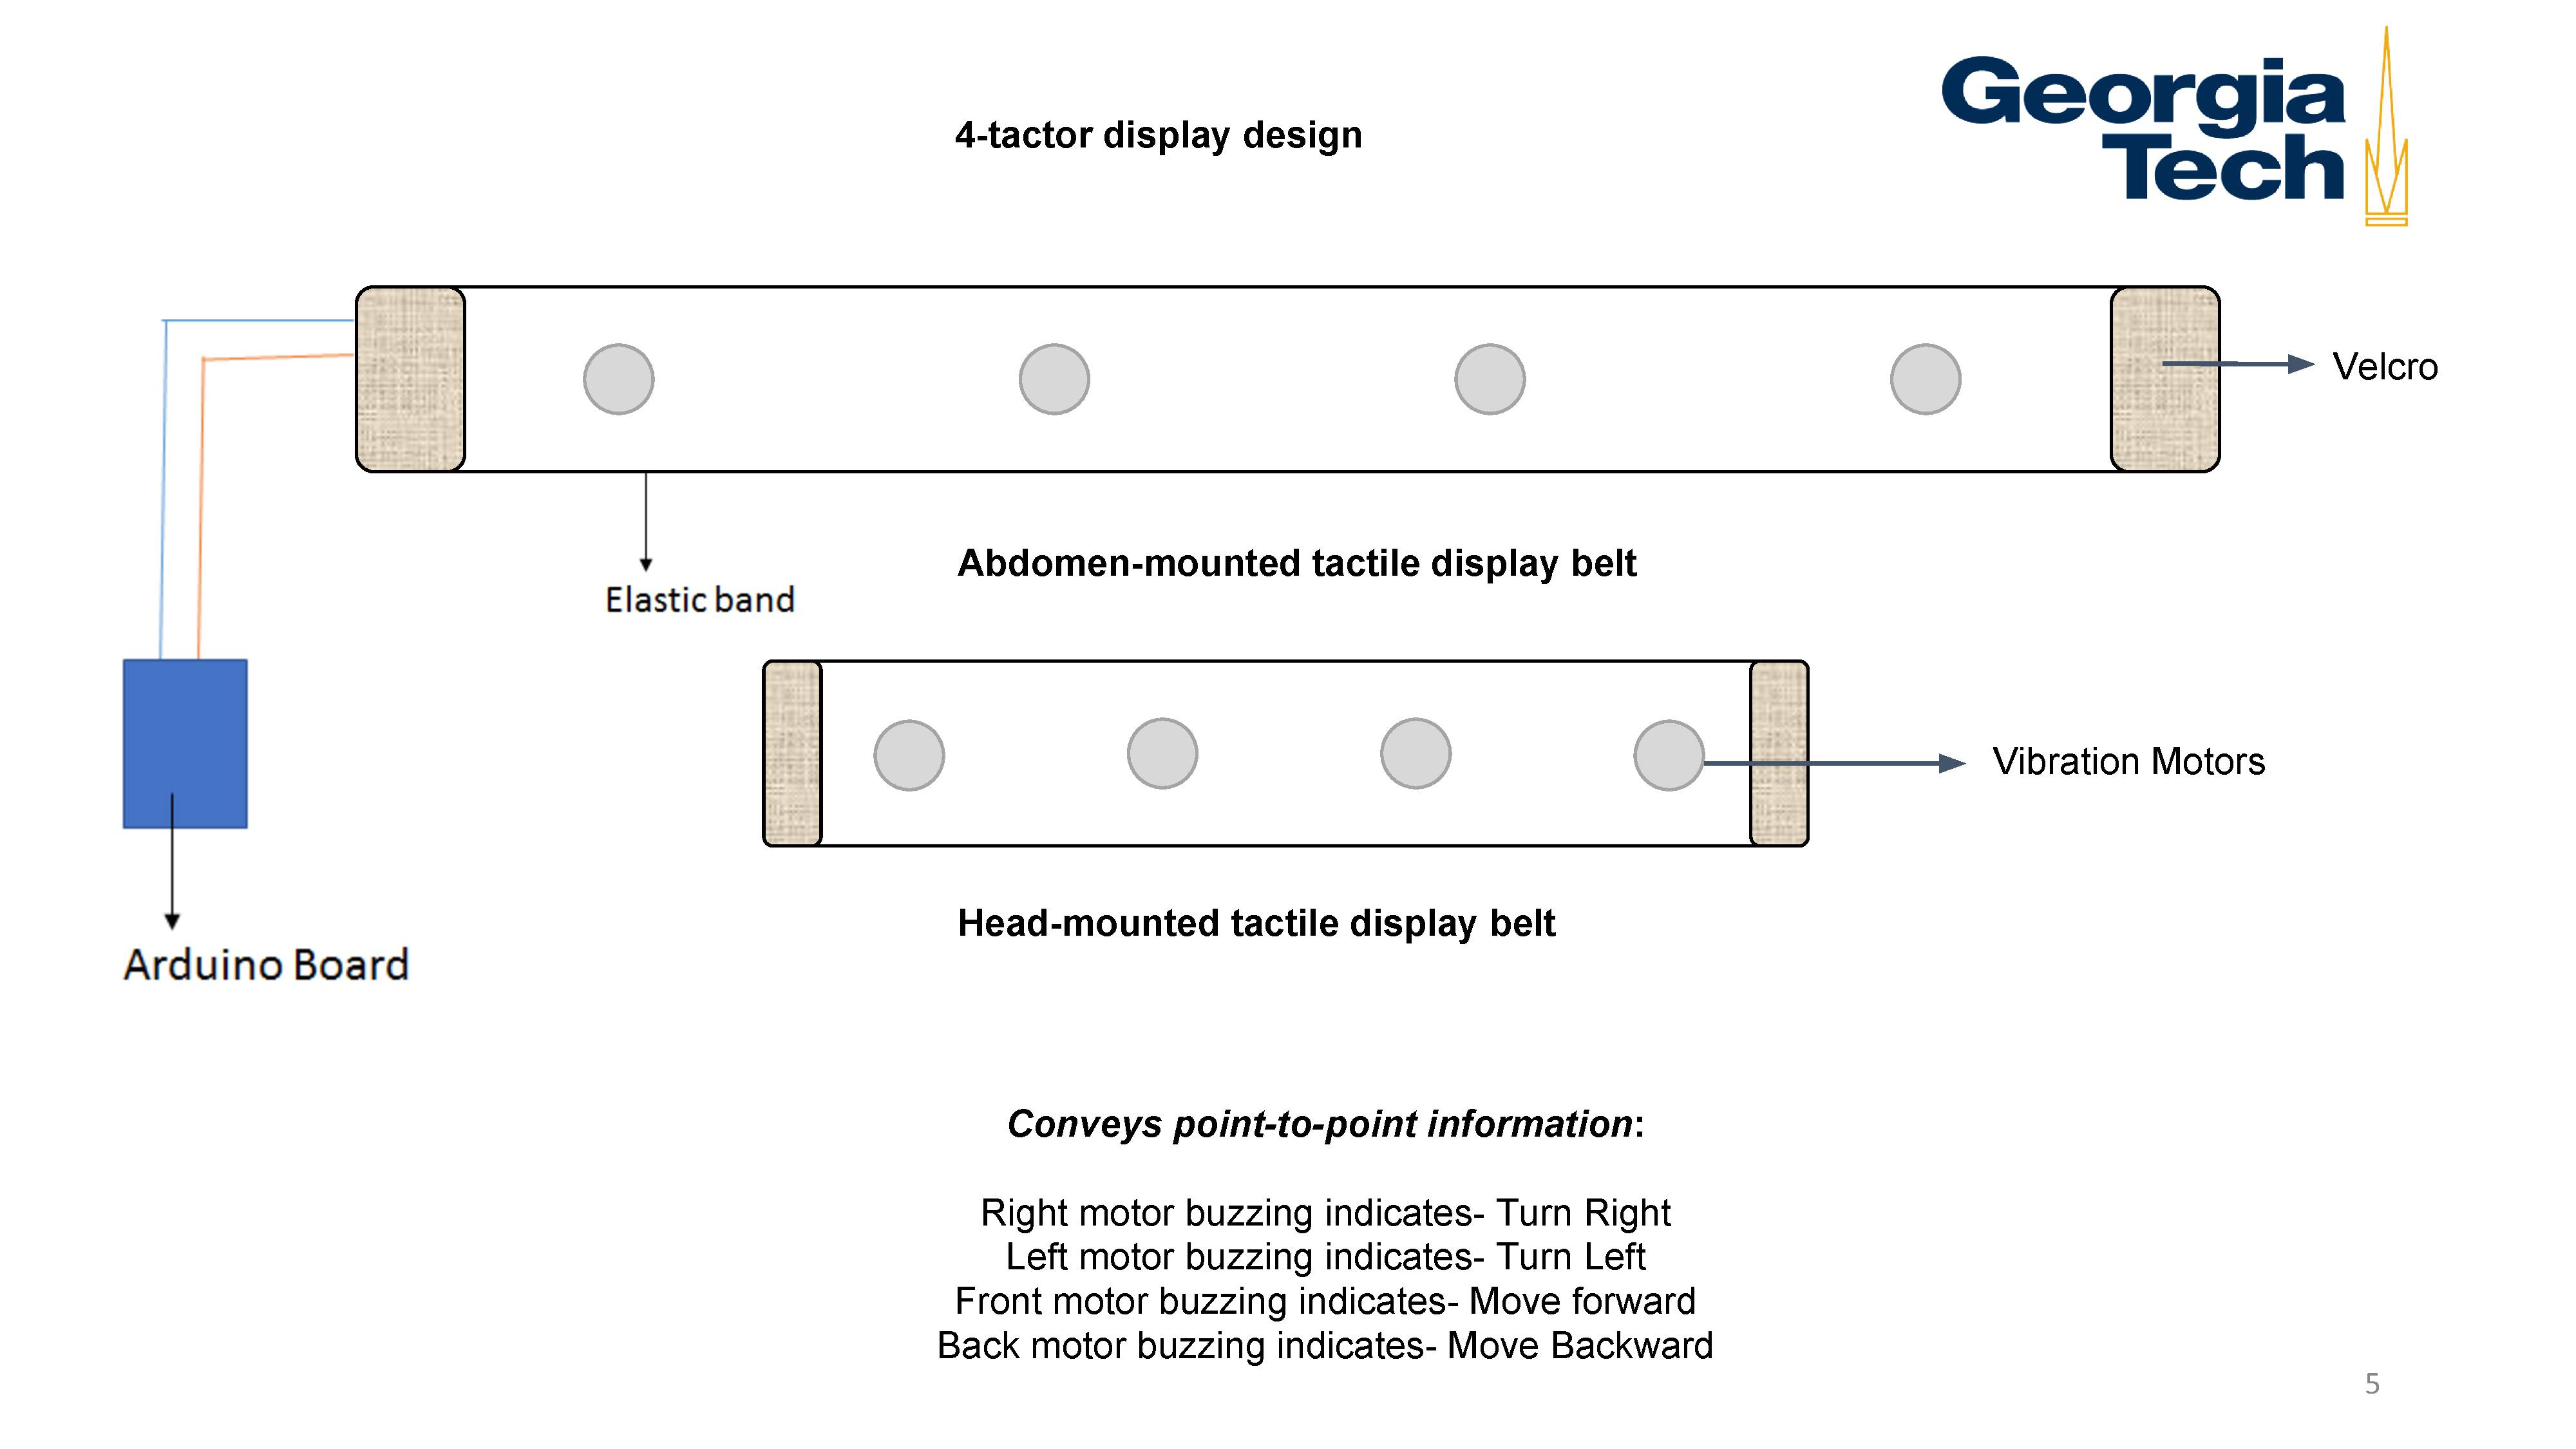 Georgia
Tech
4-tactor display design
Velcro
Abdomen-mounted tactile display belt
Elastic band
Vibration Motors
Head-mounted tactile display belt
Arduino Board
Conveys point-to-point information:
Right motor buzzing indicates- Turn Right
Left motor buzzing indicates- Turn Left
Front motor buzzing indicates- Move forward
Back motor buzzing indicates- Move Backward
5